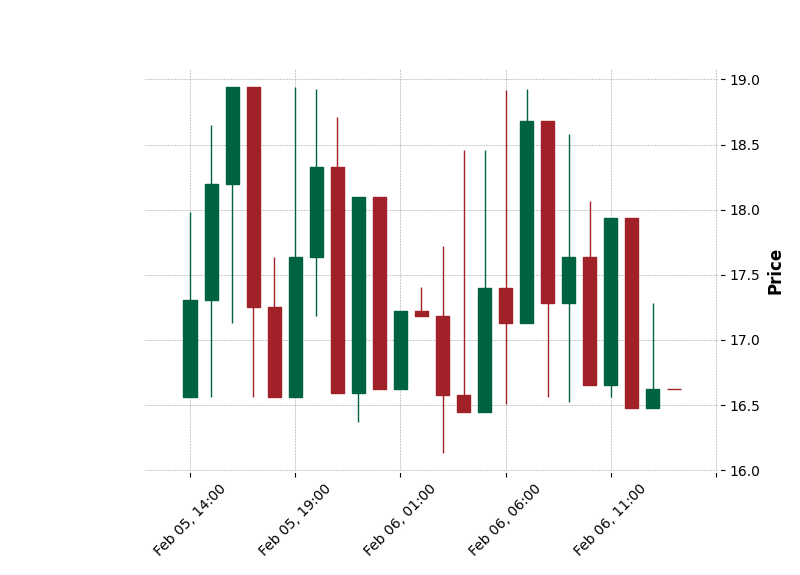 19.0
18.5
18.0
17.5
17.0
16.5
16.0
Price
Feb 05, 14:00
Feb 05, 19:00
Feb 06, 01:00
Feb 06, 06:00
Feb 06, 11:00